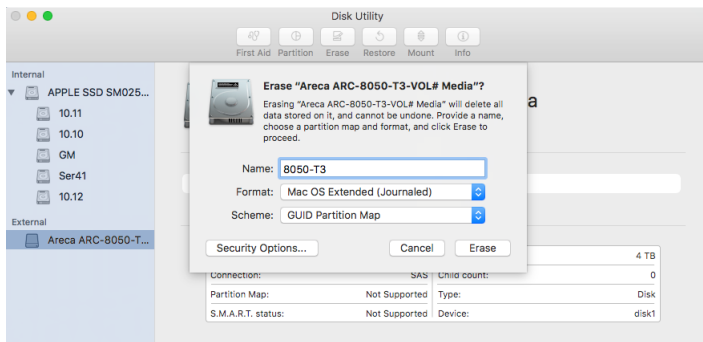 Disk Utility
First Aid Partition Erase Restore Mount Info
Internal
APPLE SSD SM025...
10.11
10.10
GM
Ser41
10.12
External
Areca ARC-8050-T...
Erase “Areca ARC-8050-T3-VOL# Media”?
Erasing “Areca ARC-8050-T3-VOL# Media” will delete all
data stored on it, and cannot be undone. Provide a name,
choose a partition map and format, and click Erase to
proceed.
Name: 8050-T3
Format: Mac OS Extended (Journaled)
Scheme: GUID Partition Map
Security Options... Cancel Erase
a
4 TB
Connection: SAS Child count: 0
Partition Map: Not Supported Type: Disk
S.M.A.R.T. status: Not Supported Device: disk1